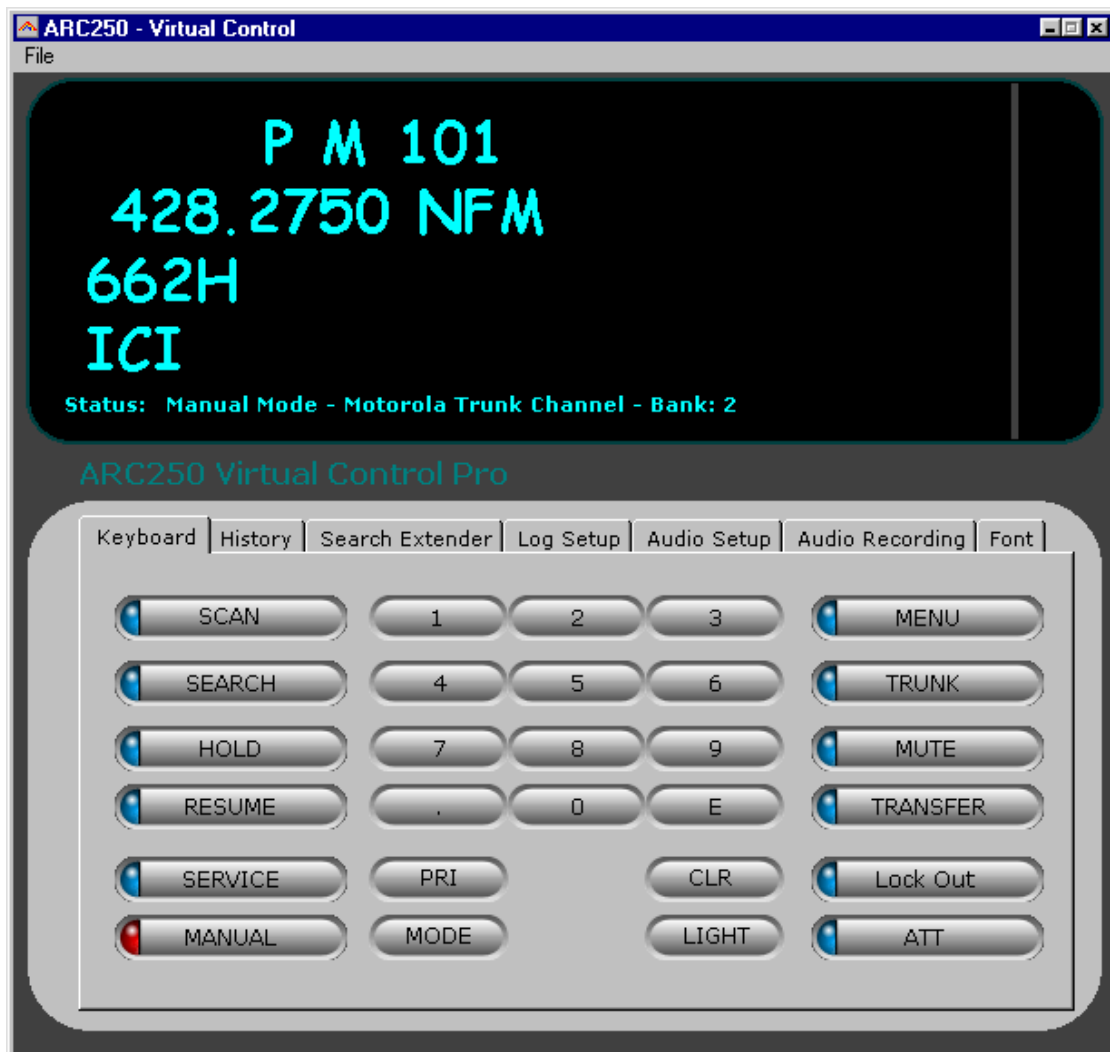 ARC250 - Virtual Control
File
P M 101
428.2750 NFM
662H
ICI
Status: Manual Mode - Motorola Trunk Channel - Bank: 2
ARC250 Virtual Control Pro
Keyboard History Search Extender Log Setup Audio Setup Audio Recording Font
SCAN 1 2 3 MENU
SEARCH 4 5 6 TRUNK
HOLD 7 8 9 MUTE
RESUME . 0 E TRANSFER
SERVICE PRI CLR Lock Out
MANUAL MODE LIGHT ATT